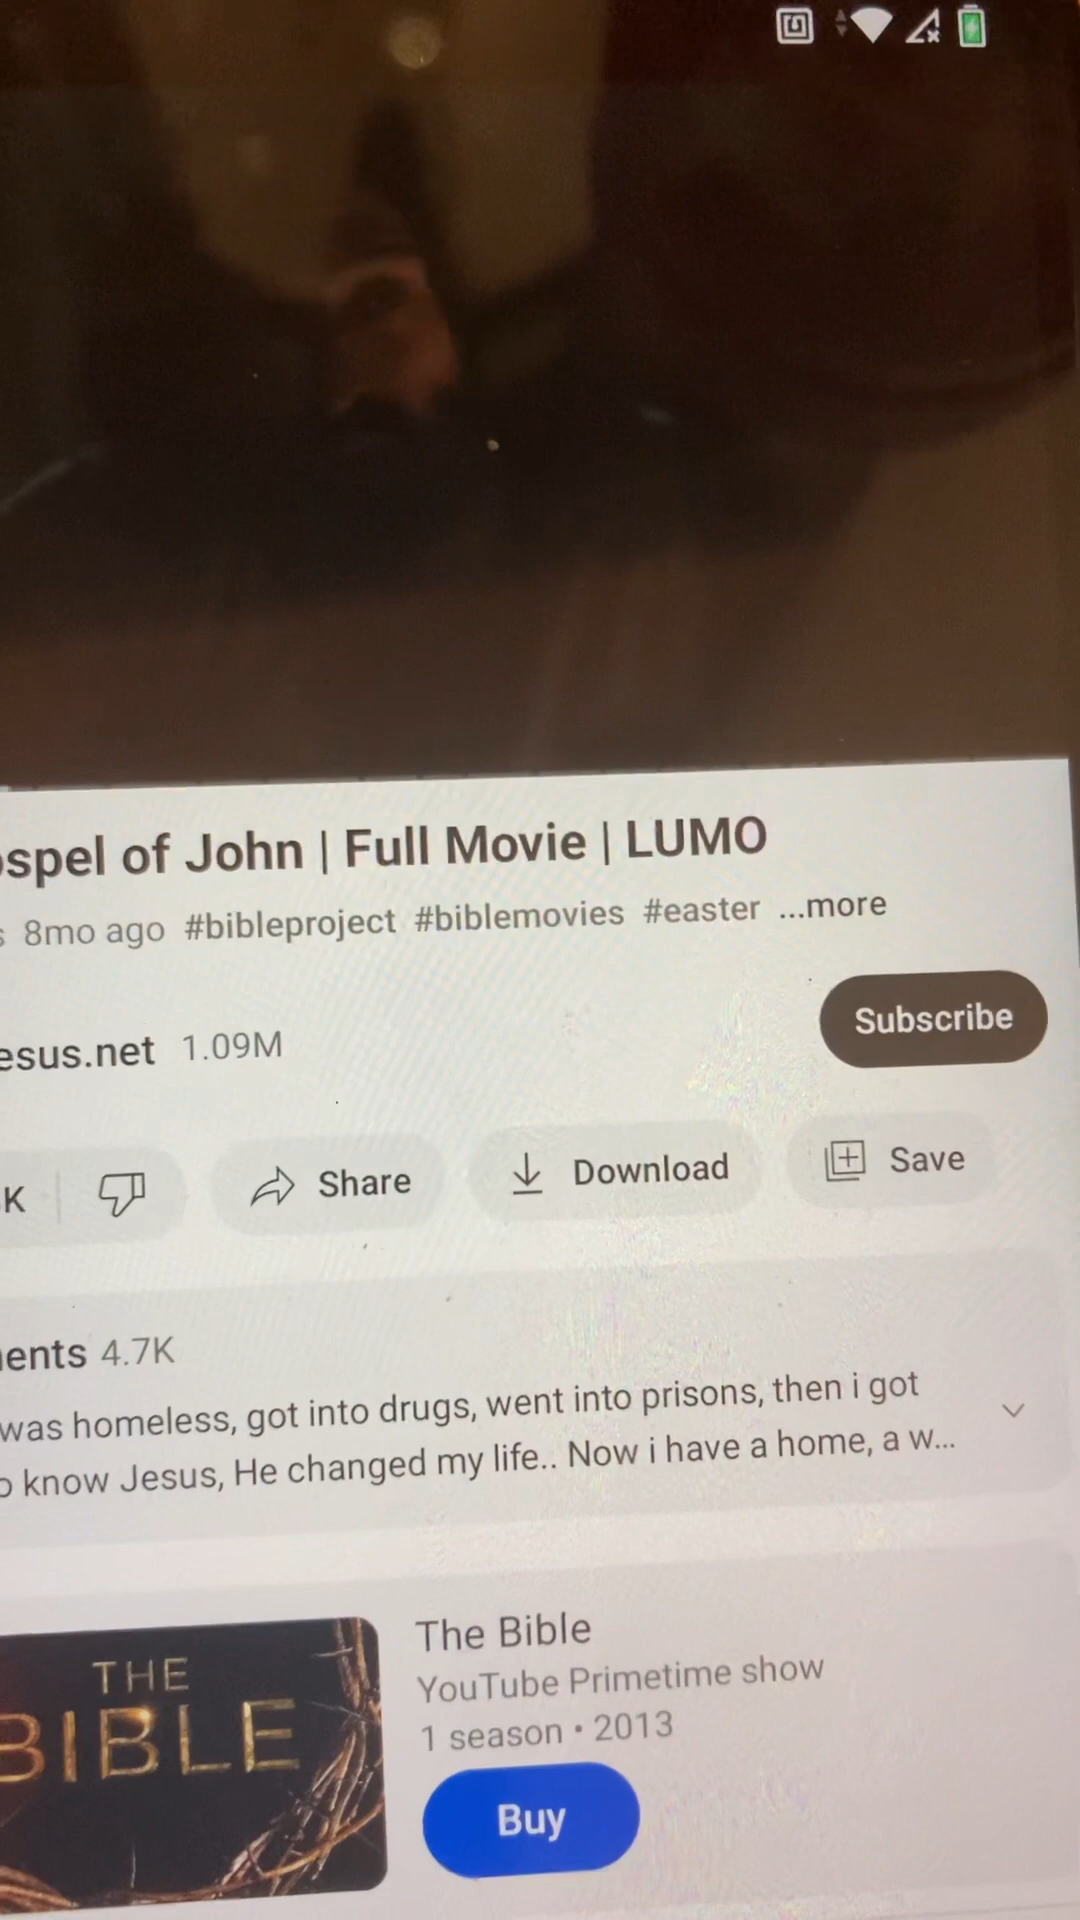 ospel of John | Full Movie | LUMO
s 8mo ago #bibleproject #biblemovies #easter ...more
esus.net 1.09M
Subscribe
K
Share
Download
Save
ents 4.7K
was homeless, got into drugs, went into prisons, then i got
o know Jesus, He changed my life.. Now i have a home, a w...
THE
BIBLE
The Bible
YouTube Primetime show
1 season • 2013
Buy